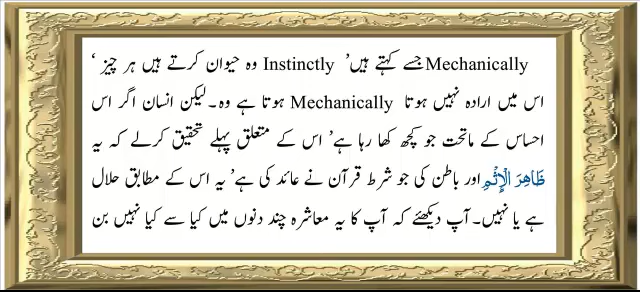 Mechanically جسے کہتے ہیں’ Instinctly وہ حیوان کرتے ہیں ہر چیز ‘
اس میں ارادہ نہیں ہوتا Mechanically ہوتا ہے وہ۔لیکن انسان اگر اس
احساس کے ماتحت جو کچھ کھا رہا ہے’ اس کے متعلق پہلے تحقیق کرلے کہ یہ
ظَاهِرَ الْاِثْمِ اور باطن کی جو شرط قرآن نے عائد کی ہے’ یہ اس کے مطابق حلال
ہے یا نہیں۔آپ دیکھئے کہ آپ کا یہ معاشرہ چند دنوں میں کیا سے کیا نہیں بن